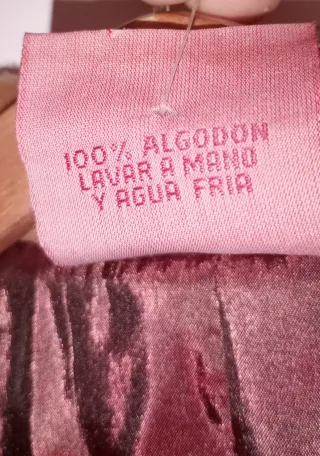 100% ALGODON
LAVAR A MANO
Y AGUA FRIA